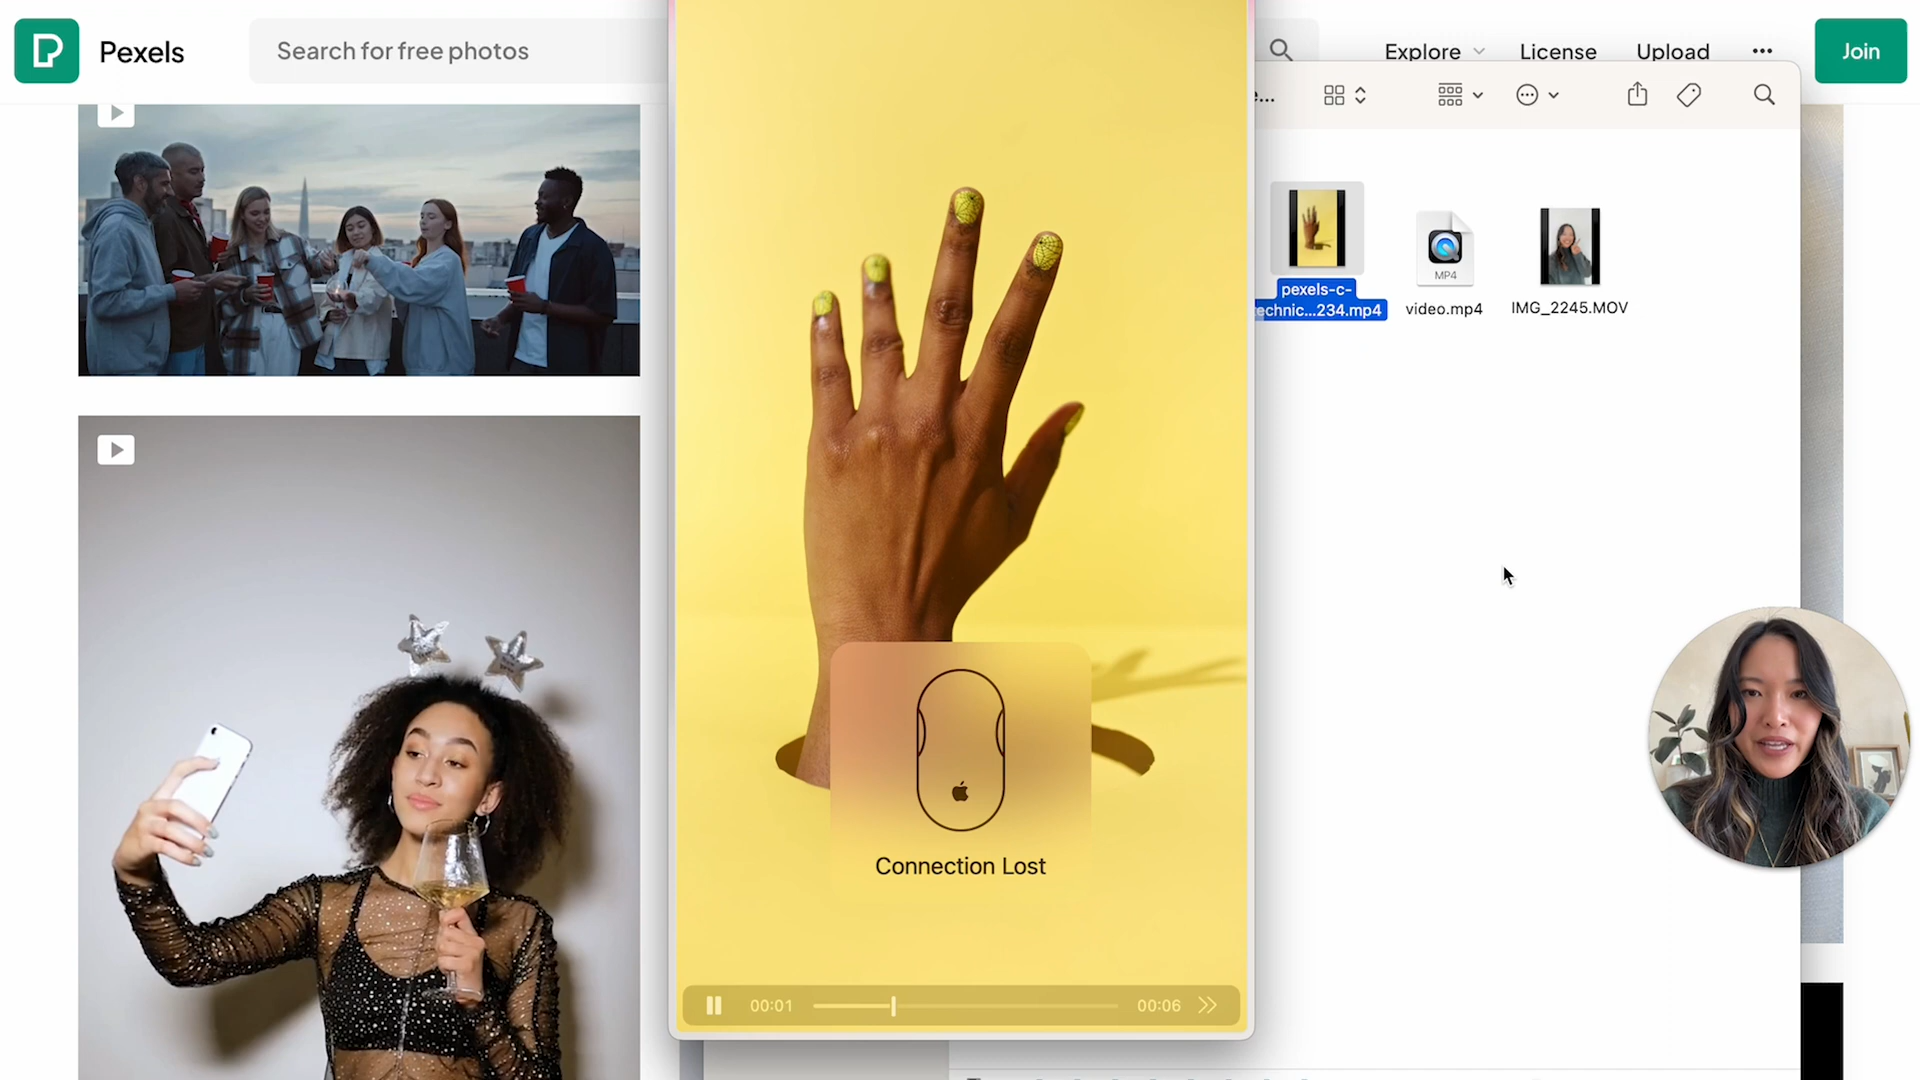 Pexels
Search for free photos
Explore
License
Upload
Join
e...
pexels-c-
echnic...234.mp4
MP4
video.mp4
IMG_2245.MOV
Connection Lost
00:01
00:06